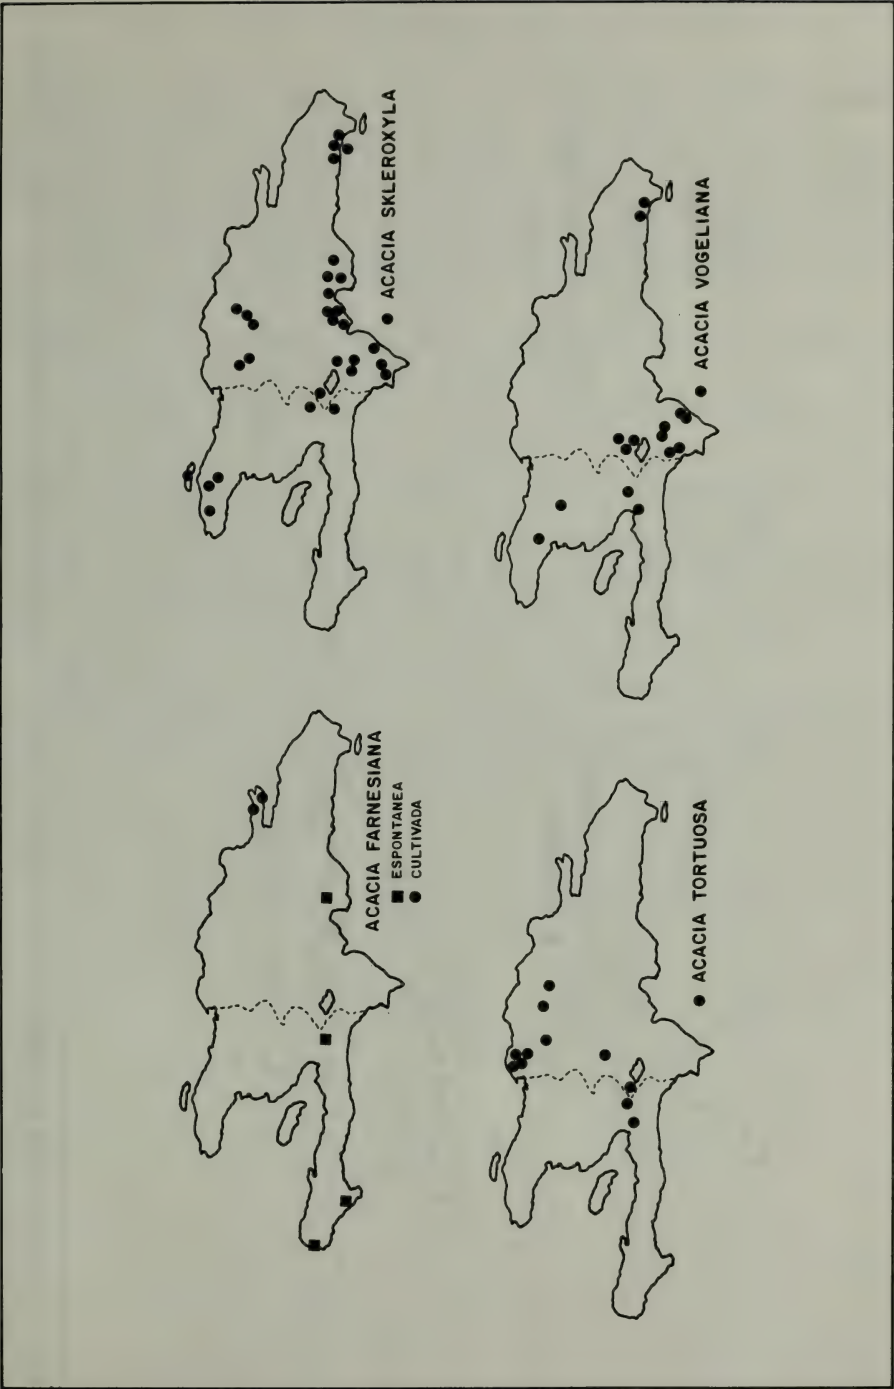 ACACIA FARNESIANA
■ ESPONTANEA
● CULTIVADA
● ACACIA SKLEROXYLA
● ACACIA TORTUOSA
● ACACIA VOGELIANA